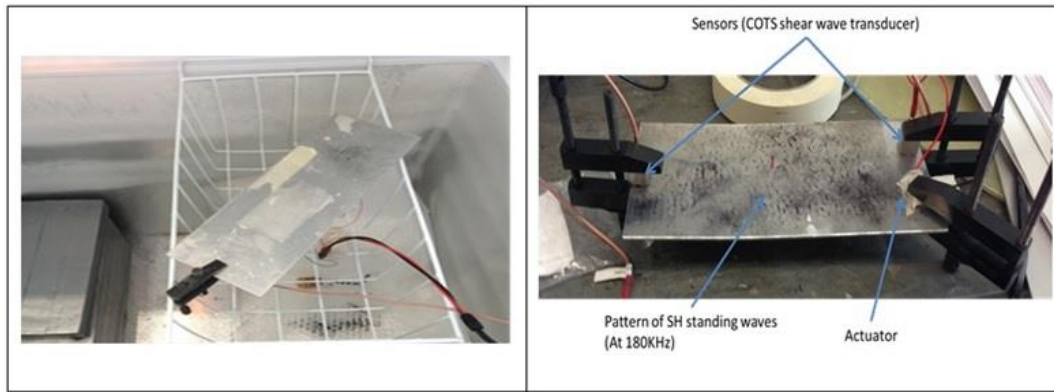 Sensors (COTS shear wave transducer)
Pattern of SH standing waves
(At 180KHz)
Actuator